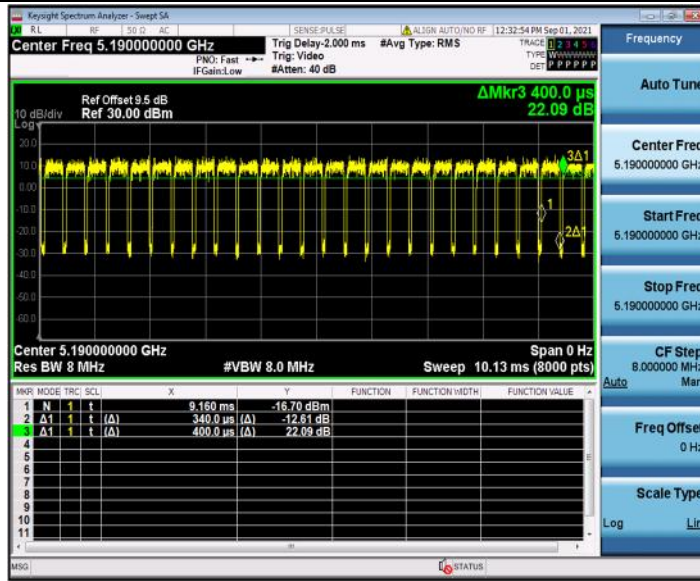 Keysight Spectrum Analyzer - Swept SA
RL RF 50 Ω AC SENSE:PULSE ALIGN AUTO/NO RF 12:32:54 PM Sep 01, 2021
Center Freq 5.190000000 GHz
PNO: Fast
IFGain:Low
Trig Delay-2.000 ms
Trig: Video
#Atten: 40 dB
#Avg Type: RMS
TRACE 1 2 3 4 5 6
TYPE WWWWWW
DET P P P P P P
Ref Offset 9.5 dB
10 dB/div Ref 30.00 dBm
Log
ΔMkr3 400.0 µs
22.09 dB
20.0
10.0
0.00
-10.0
-20.0
-30.0
-40.0
-50.0
-60.0
3Δ1
1
2Δ1
Center 5.190000000 GHz Span 0 Hz
Res BW 8 MHz #VBW 8.0 MHz Sweep 10.13 ms (8000 pts)
MKR MODE TRC SCL X Y FUNCTION FUNCTION WIDTH FUNCTION VALUE
1 N 1 t 9.160 ms -16.70 dBm
2 Δ1 1 t (Δ) 340.0 µs (Δ) -12.61 dB
3 Δ1 1 t (Δ) 400.0 µs (Δ) 22.09 dB
4
5
6
7
8
9
10
11
MSG STATUS
Frequency
Auto Tune
Center Freq
5.190000000 GHz
Start Freq
5.190000000 GHz
Stop Freq
5.190000000 GHz
CF Step
8.000000 MHz
Auto Man
Freq Offset
0 Hz
Scale Type
Log Lin